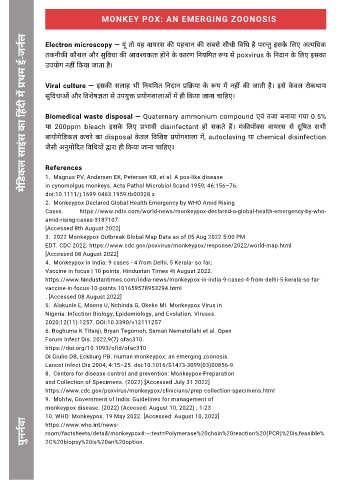 MONKEY POX: AN EMERGING ZOONOSIS
मेडिकल साइंस का हिंदी में प्रथम ई-जर्नल
पुनर्नवा
Electron microscopy — यूं तो यह वायरस की पहचान की सबसे सीधी विधि है परन्तु इसके लिए अत्यधिक
तकनीकी कौशल और सुविधा की आवश्यकता होने के कारण नियमित रूप से poxvirus के निदान के लिए इसका
उपयोग नहीं किया जाता है।
Viral culture — इसकी सलाह भी नियमित निदान प्रक्रिया के रूप में नहीं की जाती है। इसे केवल रोकथाम
सुविधाओं और विशेषज्ञता से उपयुक्त प्रयोगशालाओं में ही किया जाना चाहिए।
Biomedical waste disposal — Quaternary ammonium compound एवं ताजा बनाया गया 0.5%
या 200ppm bleach इसके लिए प्रभावी disinfectant हो सकते हैं। मंकीपॉक्स वायरस से दूषित सभी
बायोमेडिकल कचरे का disposal केवल विशिष्ट प्रयोगशाला में, autoclaving या chemical disinfection
जैसी अनुमोदित विधियों द्वारा ही किया जाना चाहिए।
References
1. Magnus PV, Andersen EK, Petersen KB, et al. A pox-like disease
in cynomolgus monkeys. Acta Pathol Microbiol Scand 1959; 46:156–76.
doi:10.1111/j.1699-0463.1959.tb00328.x
2. Monkeypox Declared Global Health Emergency by WHO Amid Rising
Cases. https://www.ndtv.com/world-news/monkeypox-declared-a-global-health-emergency-by-who-
amid-rising-cases-3187107.
[Accessed 8th August 2022]
3. 2022 Monkeypox Outbreak Global Map Data as of 05 Aug 2022 5:00 PM
EDT. CDC 2022. https://www.cdc.gov/poxvirus/monkeypox/response/2022/world-map.html
[Accessed 08 August 2022]
4. Monkeypox in India: 9 cases - 4 from Delhi, 5 Kerala- so far;
Vaccine in focus | 10 points. Hindustan Times 4t August 2022.
https://www.hindustantimes.com/india-news/monkeypox-in-india-9-cases-4-from-delhi-5-kerala-so-far-
vaccine-in-focus-10-points-101659578953294.html
. [Accessed 08 August 2022]
5. Alakunle E, Moens U, Nchinda G, Okeke MI. Monkeypox Virus in
Nigeria: Infection Biology, Epidemiology, and Evolution. Viruses.
2020;12(11):1257. DOI:10.3390/v12111257
6. Boghuma K Titanji, Bryan Tegomoh, Saman Nematollahi et al. Open
Forum Infect Dis. 2022,9(7) ofac310.
https://doi.org/10.1093/ofid/ofac310
Di Giulio DB, Eckburg PB. Human monkeypox: an emerging zoonosis.
Lancet Infect Dis 2004; 4:15–25. doi:10.1016/S1473-3099(03)00856-9.
8. Centers for disease control and prevention: Monkeypox-Preparation
and Collection of Specimens. (2022) [Accessed July 31 2022]
https://www.cdc.gov/poxvirus/monkeypox/clinicians/prep-collection-specimens.html
9. Mohfw, Government of India: Guidelines for management of
monkeypox disease. (2022) (Accesed: August 10, 2022) ; 1-23
10. WHO: Monkeypox. 19 May 2022. [Accessed: August 10, 2022]
https://www.who.int/news-
room/factsheets/detail/monkeypox#:~:text=Polymerase%20chain%20reaction%20(PCR)%20is,feasible%
2C%20biopsy%20is%20an%20option.